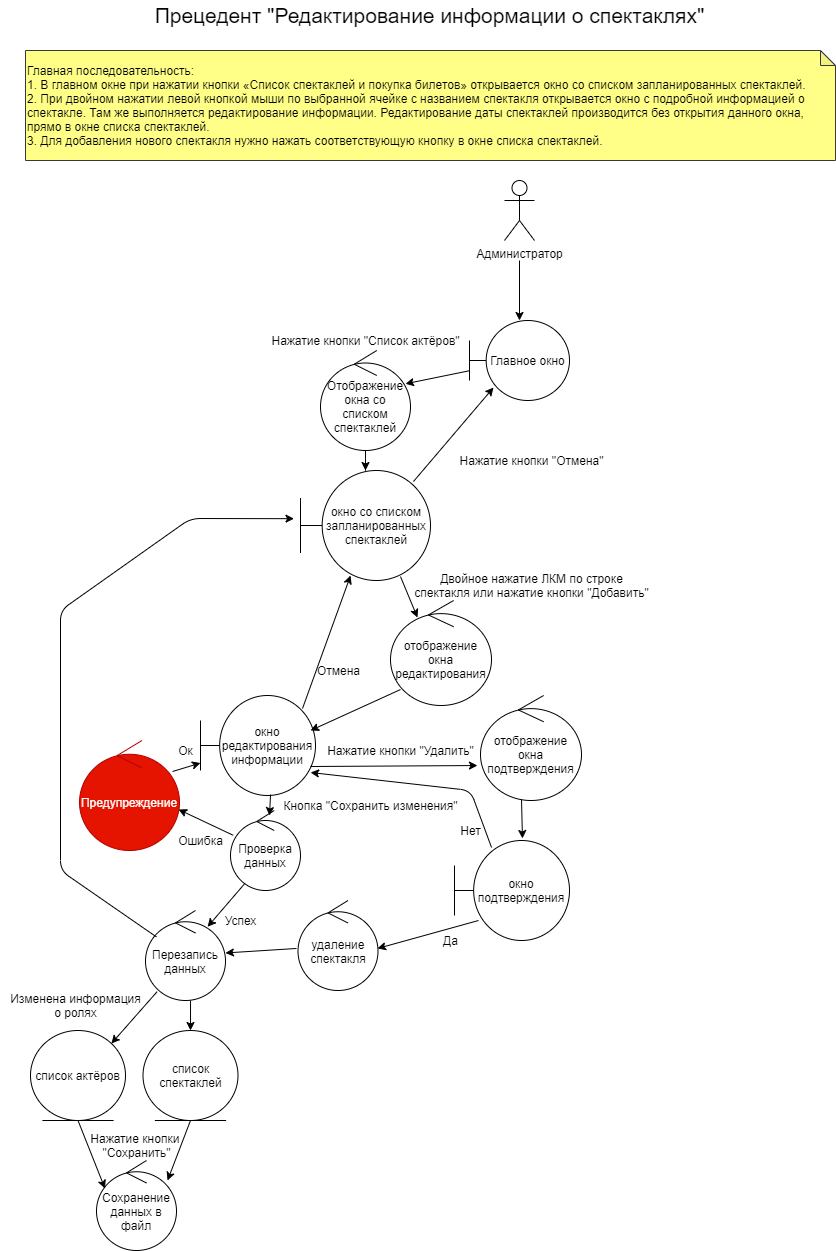 Прецедент "Редактирование информации о спектаклях"
Главная последовательность:
1. В главном окне при нажатии кнопки «Список спектаклей и покупка билетов» открывается окно со списком запланированных спектаклей.
2. При двойном нажатии левой кнопкой мыши по выбранной ячейке с названием спектакля открывается окно с подробной информацией о
спектакле. Там же выполняется редактирование информации. Редактирование даты спектаклей производится без открытия данного окна,
прямо в окне списка спектаклей.
3. Для добавления нового спектакля нужно нажать соответствующую кнопку в окне списка спектаклей.
Администратор
Нажатие кнопки "Список актёров"
Главное окно
Отображение
окна со
списком
спектаклей
Нажатие кнопки "Отмена"
окно со списком
запланированных
спектаклей
Двойное нажатие ЛКМ по строке
спектакля или нажатие кнопки "Добавить"
отображение
окна
редактирования
Отмена
окно
редактирования
информации
Ок
Нажатие кнопки "Удалить"
отображение
окна
подтверждения
Предупреждение
Кнопка "Сохранить изменения"
Нет
Ошибка
Проверка
данных
окно
подтверждения
Успех
Да
удаление
спектакля
Перезапись
данных
Изменена информация
о ролях
список актёров
список
спектаклей
Нажатие кнопки
"Сохранить"
Сохранение
данных в
файл